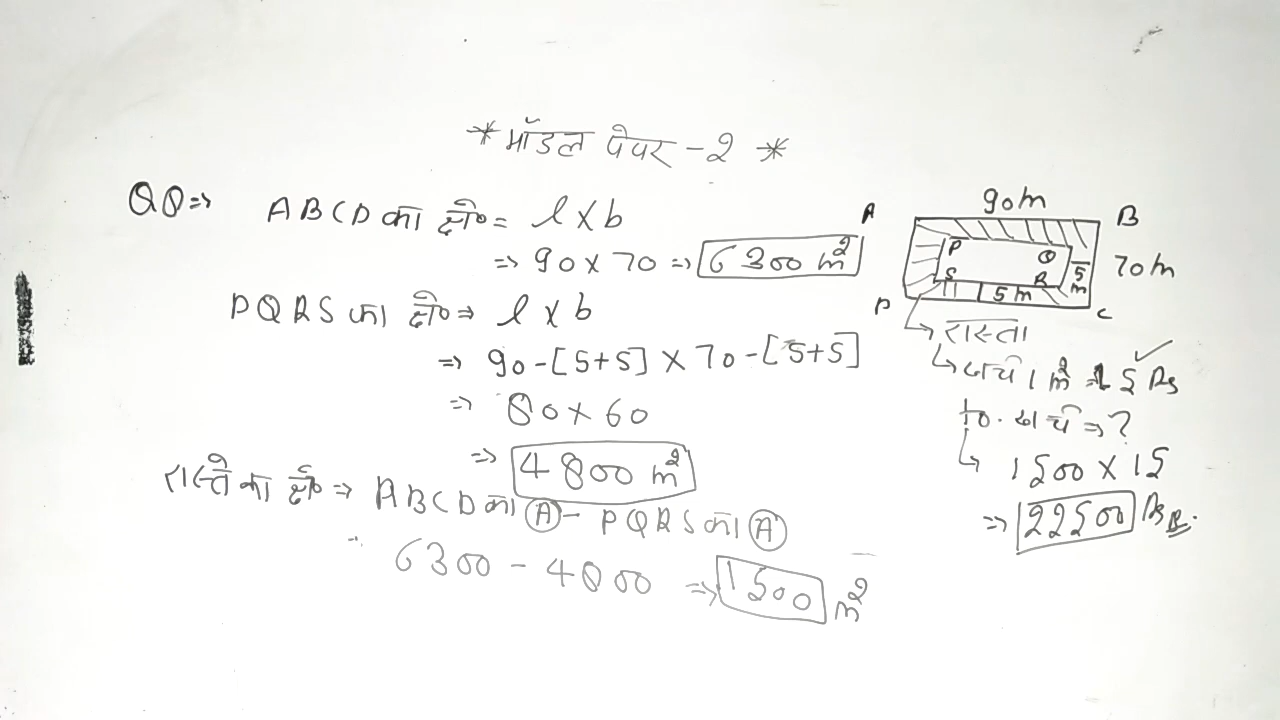 *मॉडल पेपर -2 *
Q8⇒ ABCD का क्षे० = l x b
⇒ 90 x 70 ⇒ 6300 m²
PQRS का क्षे० ⇒ l x b
⇒ 90-[5+5] x 70-[5+5]
⇒ 80 x 60
⇒ 4800 m²
रास्ते का क्षे० ⇒ ABCD का A - PQRS का A
6300 - 4800 ⇒ 1500 m²
90m
A B
P Q
70m
S R 5m
5m
D C
रास्ता
खर्च 1 m² = 15 Rs
to. खर्च ⇒ ?
1500 x 15
⇒ 22500 Rs